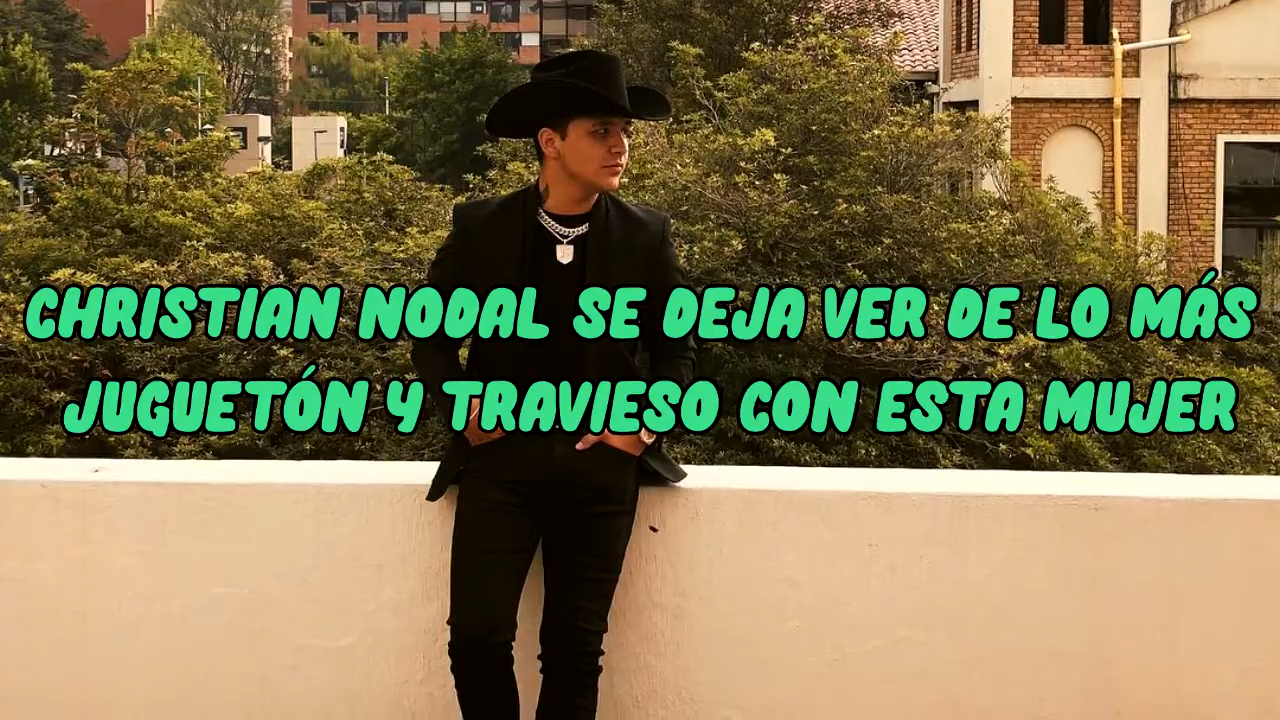 CHRISTIAN NODAL SE DEJA VER DE LO MÁS
JUGUETÓN Y TRAVIESO CON ESTA MUJER